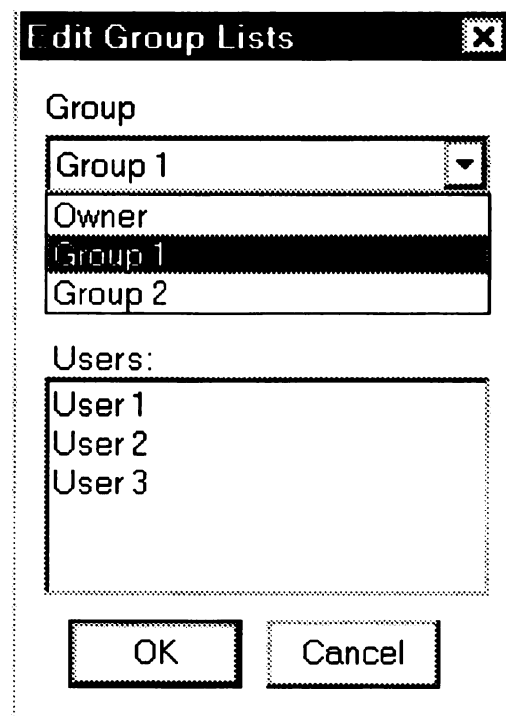 Edit Group Lists
Group
Group 1
Owner
Group 1
Group 2
Users:
User 1
User 2
User 3
OK Cancel